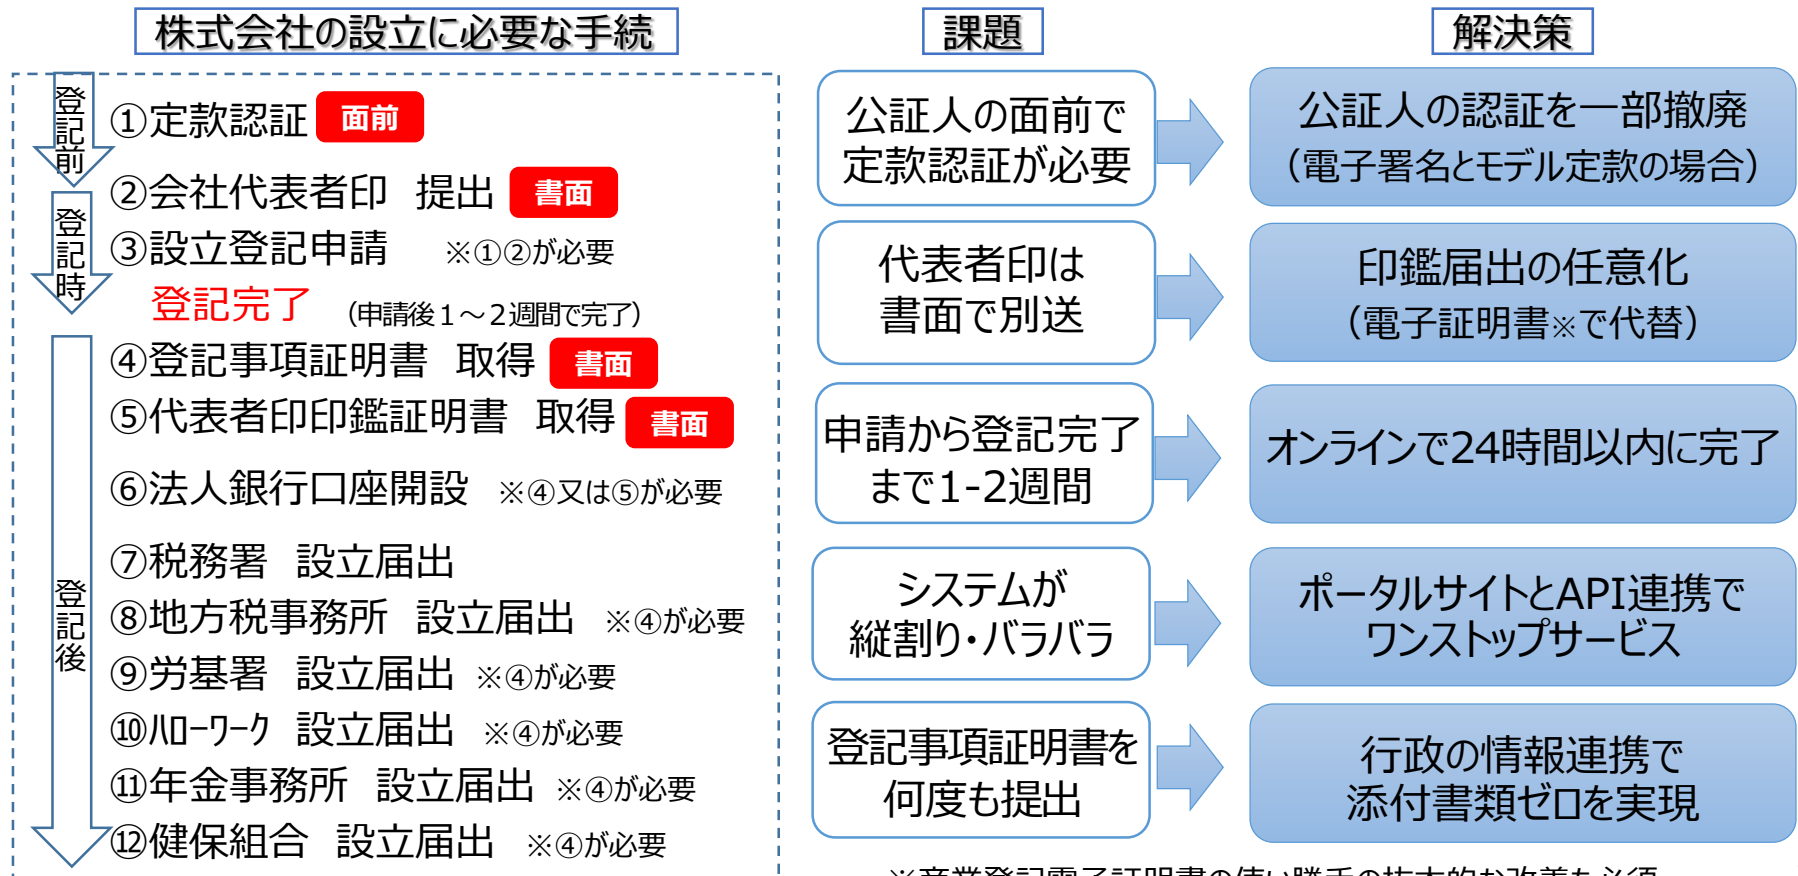 株式会社の設立に必要な手続
登記前
①定款認証 面前
②会社代表者印 提出 書面
登記時
③設立登記申請 ※①②が必要
登記完了 (申請後１～２週間で完了)
登記後
④登記事項証明書 取得 書面
⑤代表者印印鑑証明書 取得 書面
⑥法人銀行口座開設 ※④又は⑤が必要
⑦税務署 設立届出
⑧地方税事務所 設立届出 ※④が必要
⑨労基署 設立届出 ※④が必要
⑩ﾊﾛｰﾜｰｸ 設立届出 ※④が必要
⑪年金事務所 設立届出 ※④が必要
⑫健保組合 設立届出 ※④が必要
課題
公証人の面前で
定款認証が必要
代表者印は
書面で別送
申請から登記完了
まで1-2週間
システムが
縦割り・バラバラ
登記事項証明書を
何度も提出
解決策
公証人の認証を一部撤廃
（電子署名とモデル定款の場合）
印鑑届出の任意化
（電子証明書※で代替）
オンラインで24時間以内に完了
ポータルサイトとAPI連携で
ワンストップサービス
行政の情報連携で
添付書類ゼロを実現